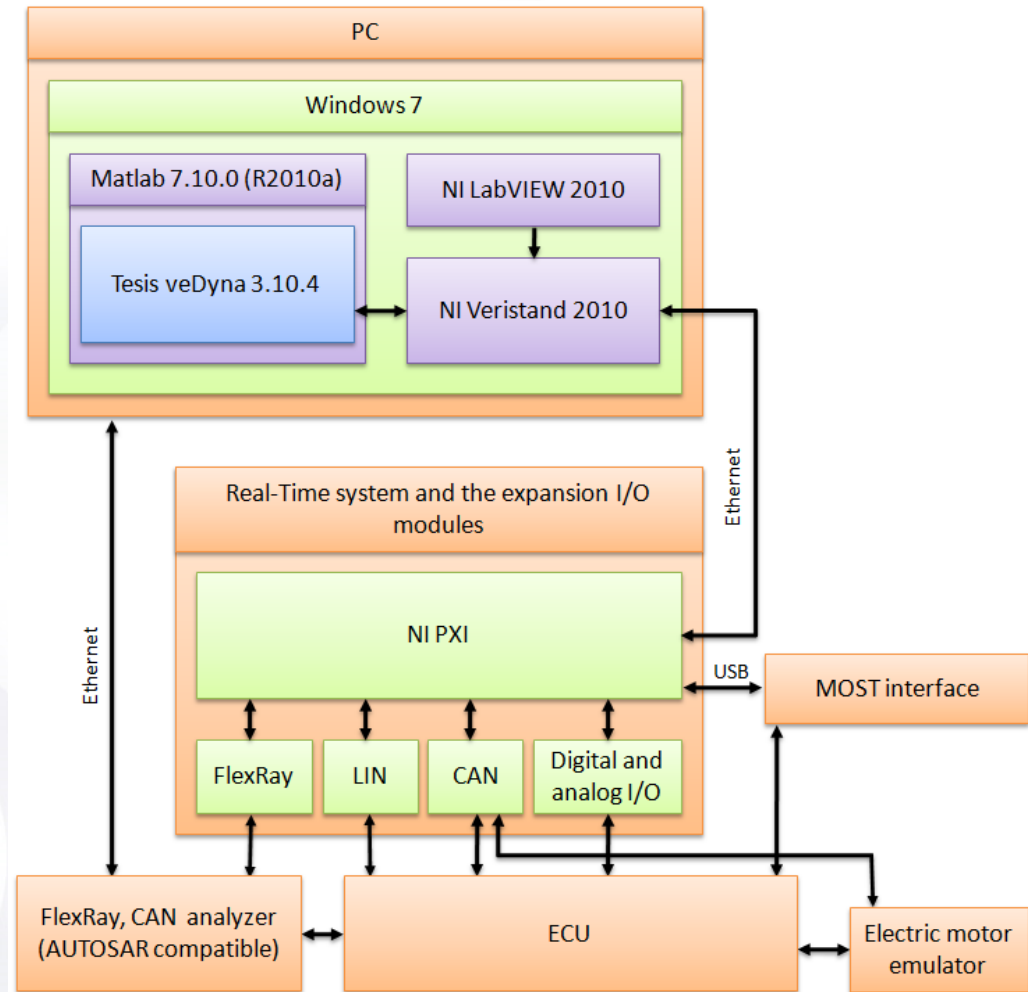 PC
Windows 7
Matlab 7.10.0 (R2010a)
Tesis veDyna 3.10.4
NI LabVIEW 2010
NI Veristand 2010
Ethernet
Ethernet
Real-Time system and the expansion I/O
modules
NI PXI
USB
MOST interface
FlexRay
LIN
CAN
Digital and
analog I/O
FlexRay, CAN analyzer
(AUTOSAR compatible)
ECU
Electric motor
emulator